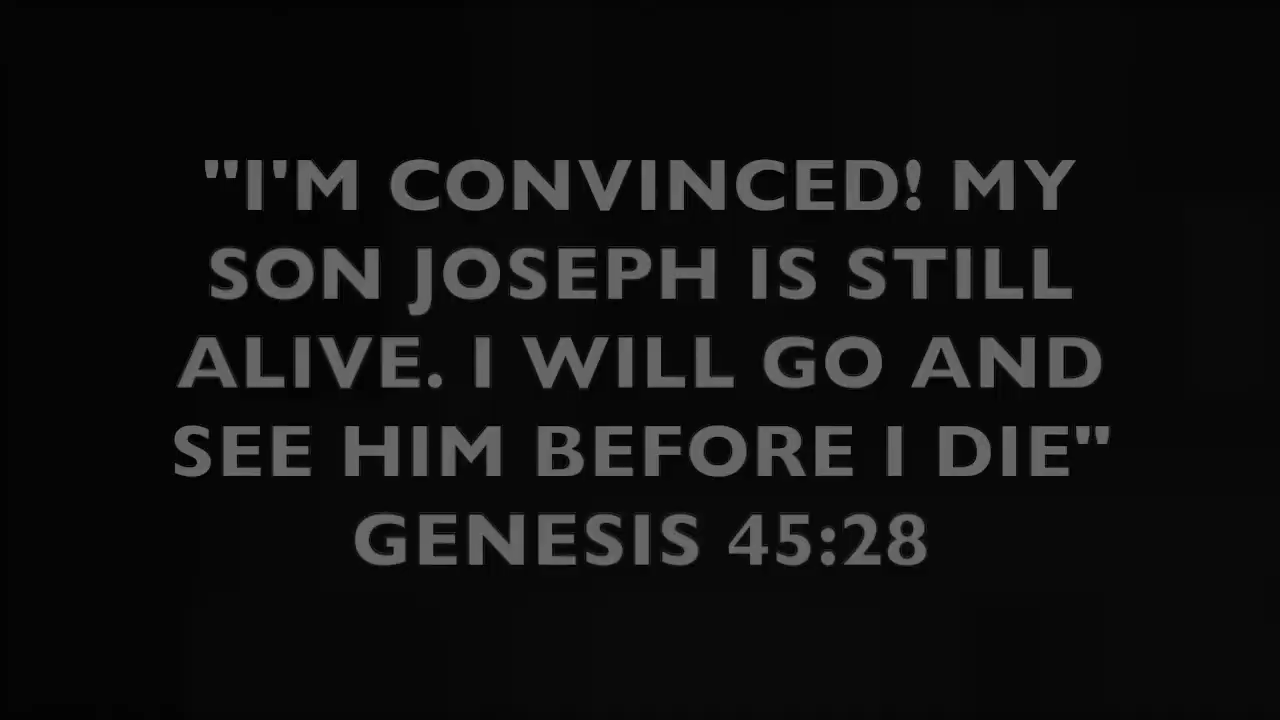 "I'M CONVINCED! MY
SON JOSEPH IS STILL
ALIVE. I WILL GO AND
SEE HIM BEFORE I DIE"
GENESIS 45:28